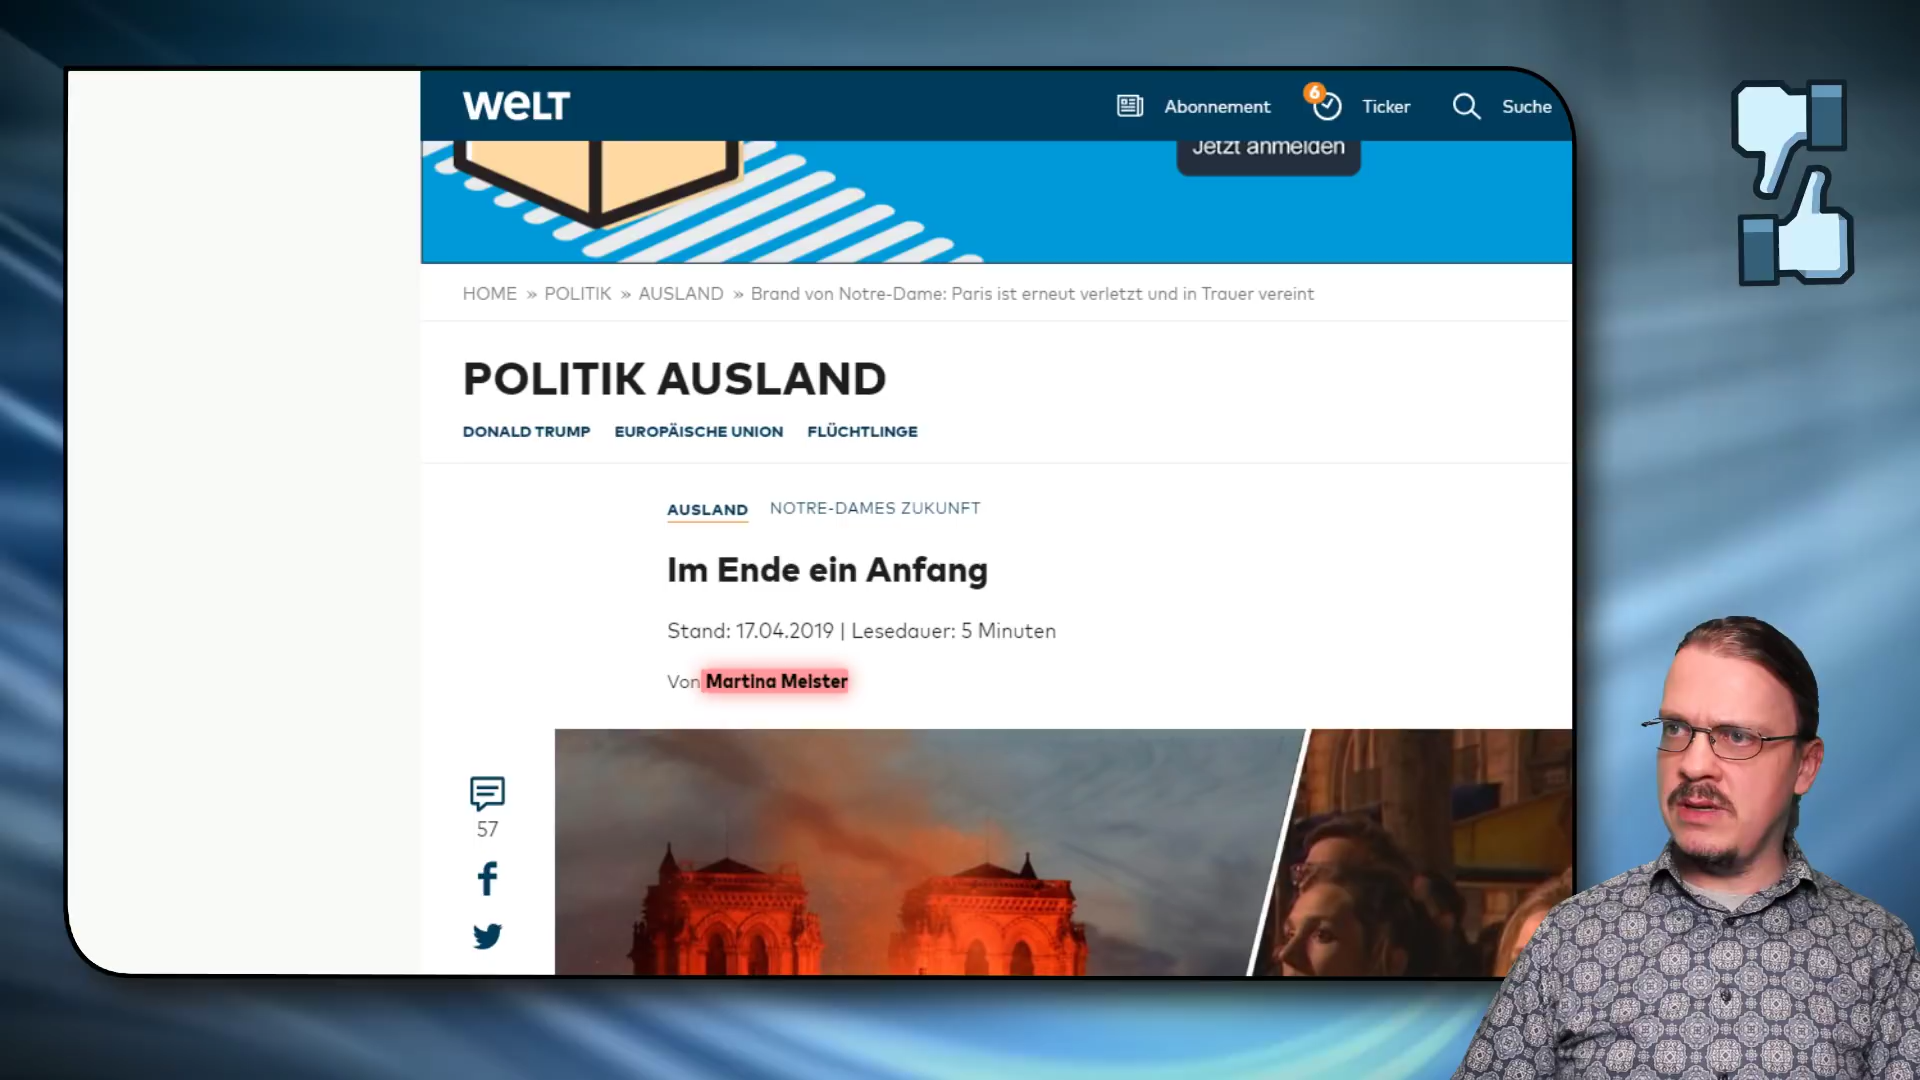 WELT
Abonnement
6
Ticker
Suche
Jetzt anmelden
HOME » POLITIK » AUSLAND » Brand von Notre-Dame: Paris ist erneut verletzt und in Trauer vereint
POLITIK AUSLAND
DONALD TRUMP EUROPÄISCHE UNION FLÜCHTLINGE
AUSLAND NOTRE-DAMES ZUKUNFT
Im Ende ein Anfang
Stand: 17.04.2019 | Lesedauer: 5 Minuten
Von Martina Meister
57